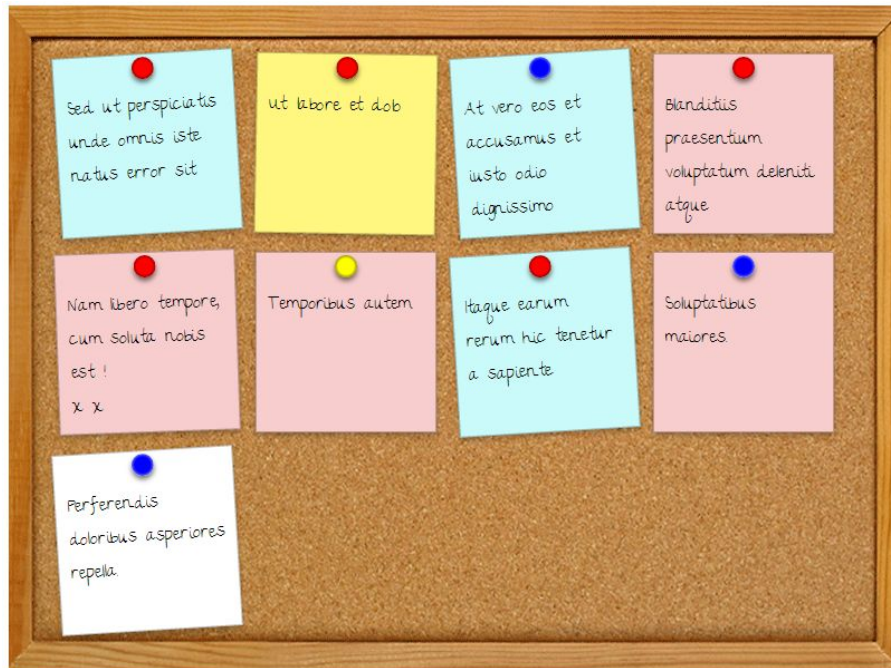 Sed ut perspiciatis
unde omnis iste
natus error sit
Ut labore et dob
At vero eos et
accusamus et
iusto odio
dignissimo
Blanditiis
praesentium
voluptatum deleniti
atque
Nam libero tempore,
cum soluta nobis
est !
x x
Temporibus autem
Itaque earum
rerum hic tenetur
a sapiente
Soluptatibus
maiores.
Perferendis
doloribus asperiores
repella.